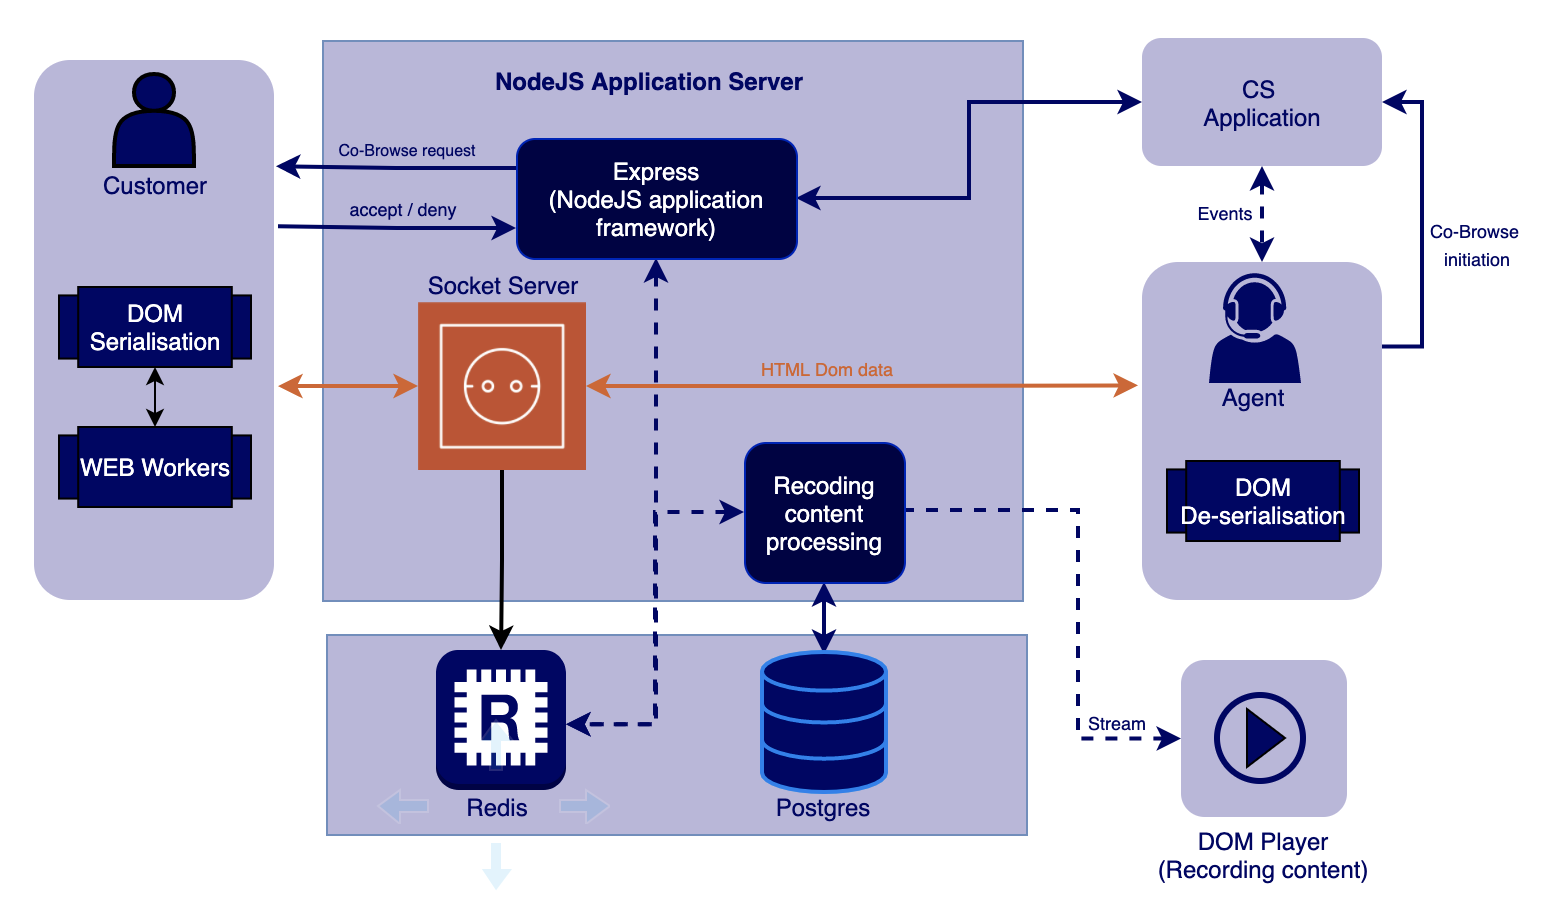 NodeJS Application Server
CS
Application
Customer
Co-Browse request
accept / deny
Express
(NodeJS application
framework)
Events
Co-Browse
initiation
Socket Server
DOM
Serialisation
WEB Workers
HTML Dom data
Agent
DOM
De-serialisation
Recoding
content
processing
R
Redis
Postgres
Stream
DOM Player
(Recording content)